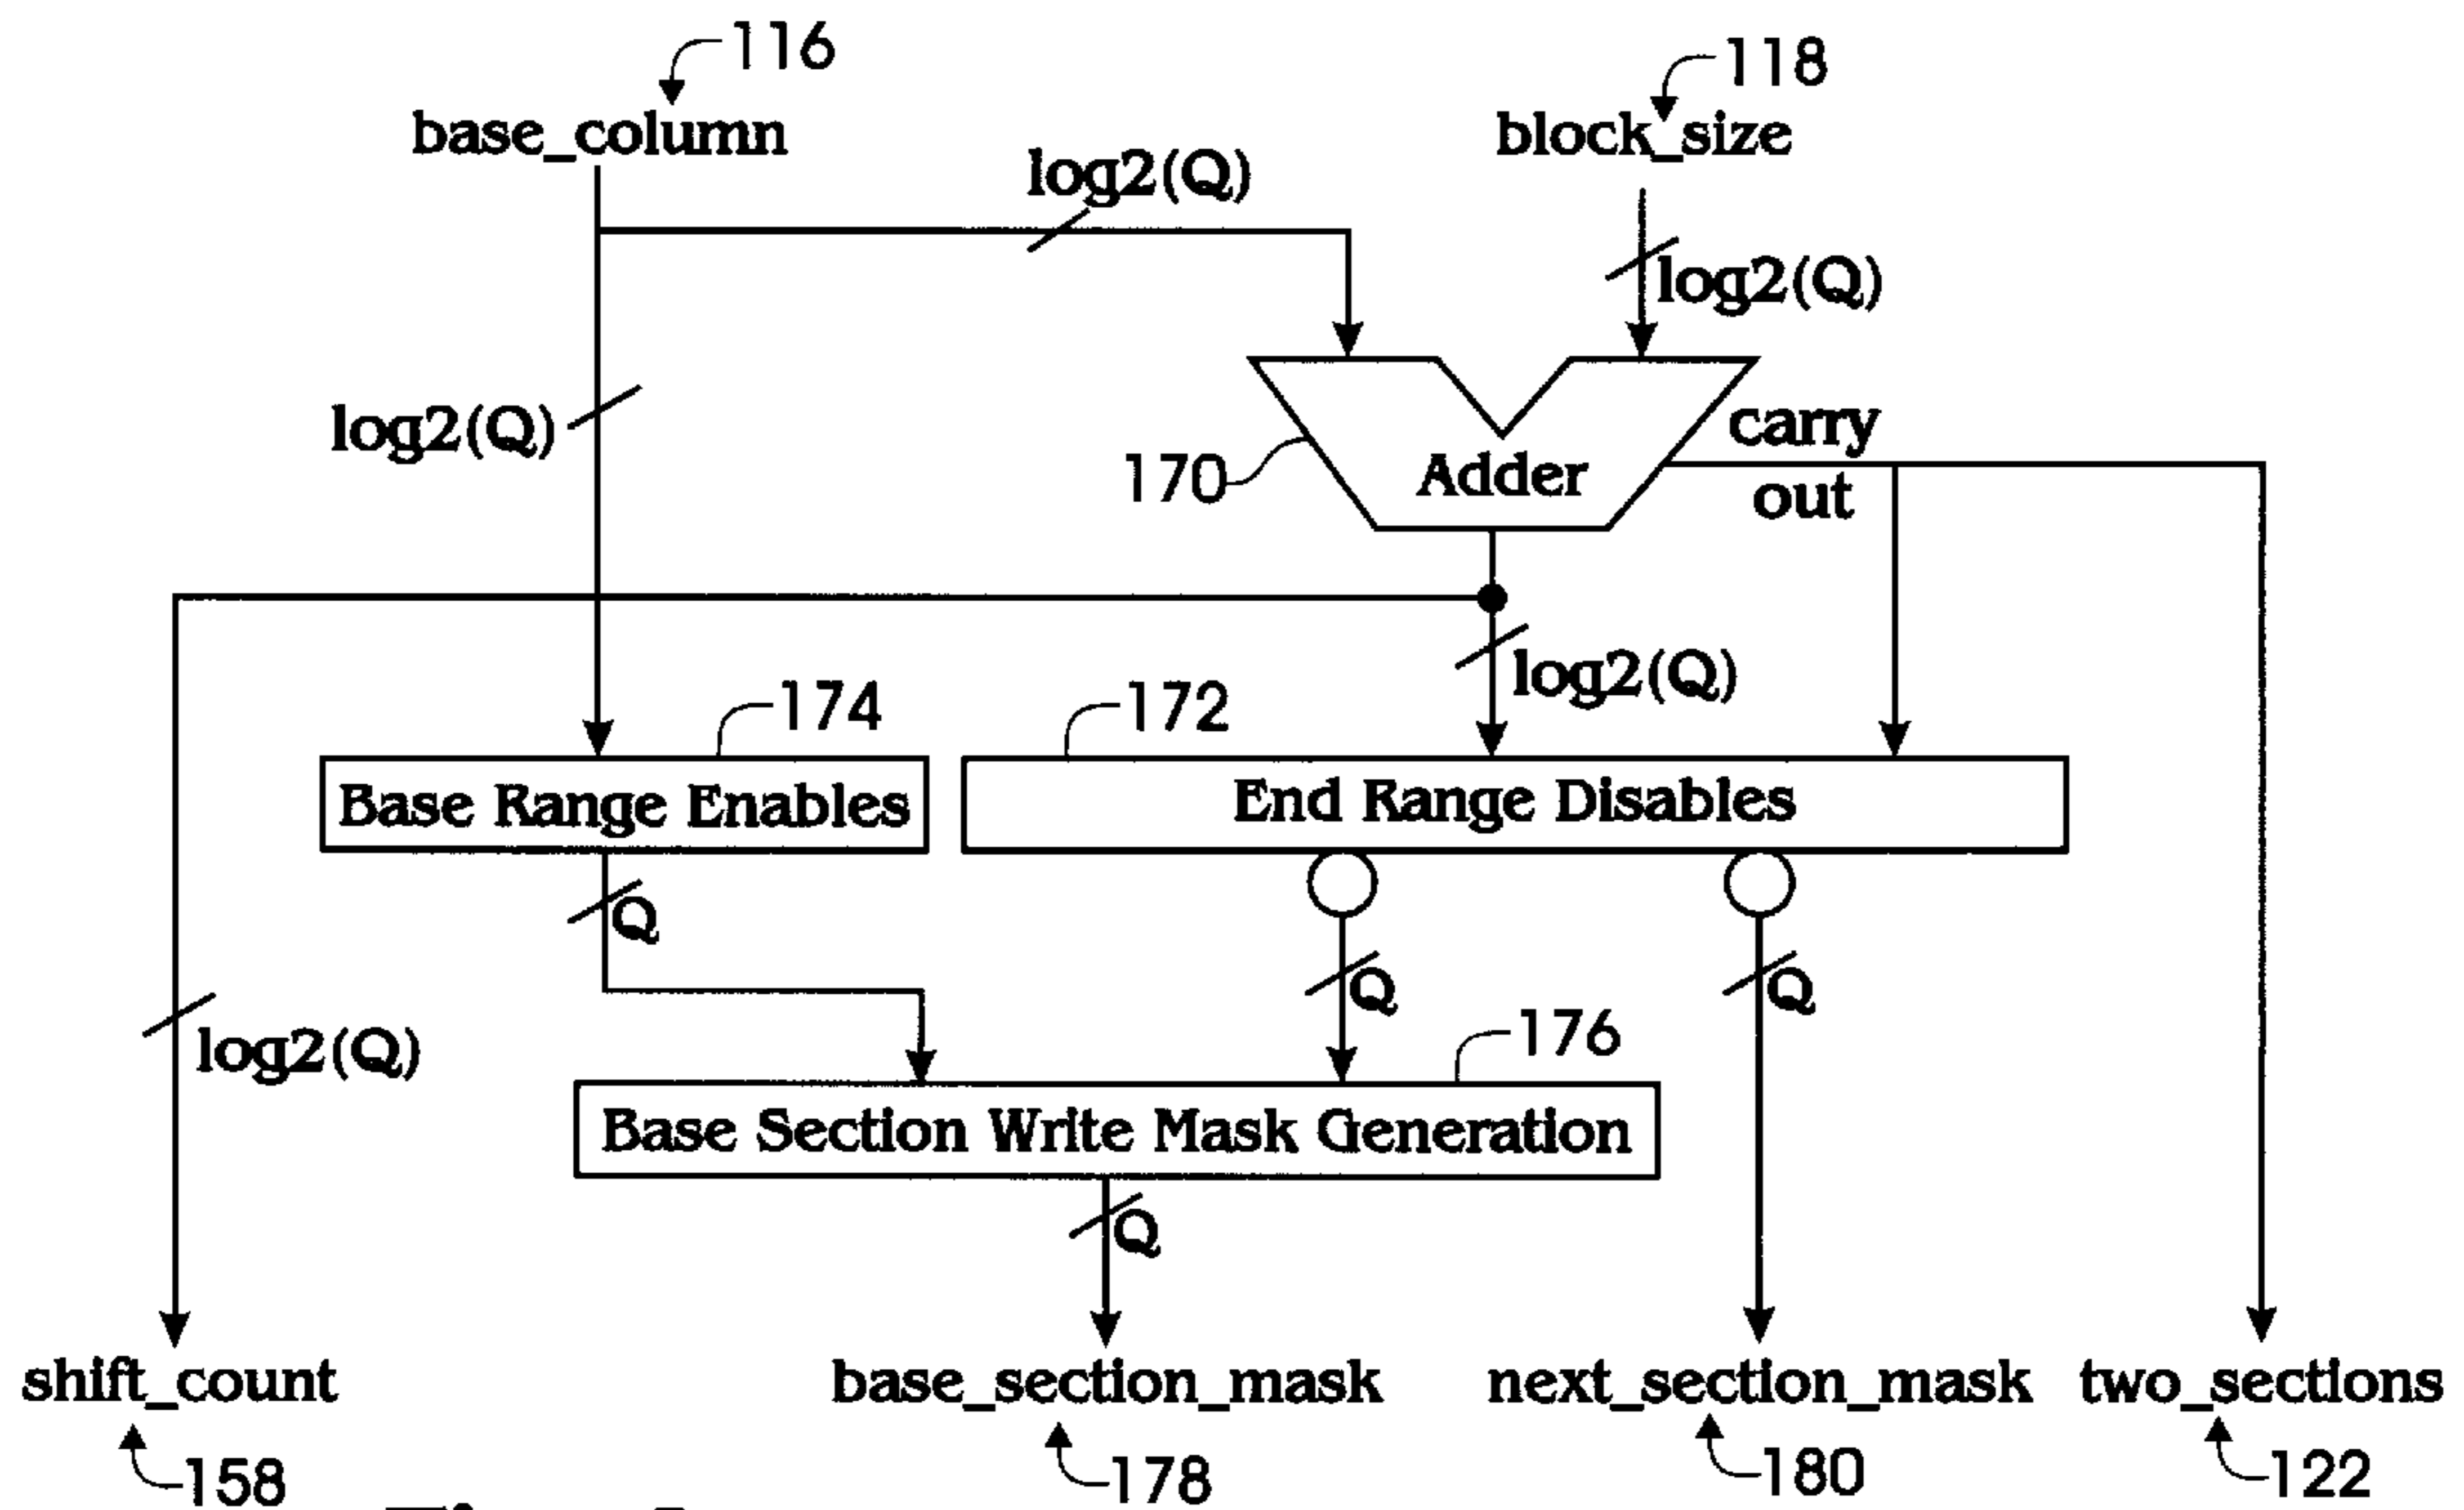 116
118
base_column
block_size
log2(Q)
log2(Q)
log2(Q)
carry
170
Adder
out
log2(Q)
174
172
Base Range Enables
End Range Disables
Q
Q
Q
log2(Q)
176
Base Section Write Mask Generation
Q
shift_count
base_section_mask
next_section_mask
two_sections
158
178
180
122